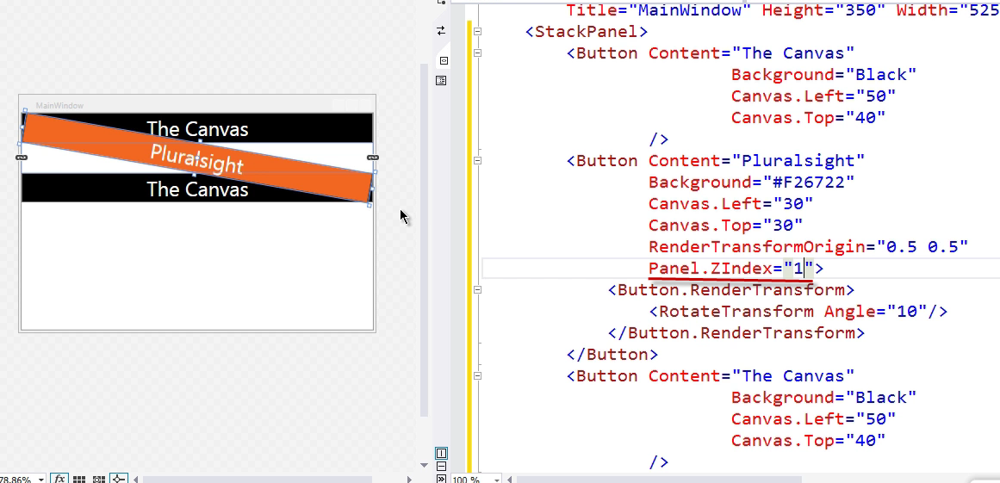 MainWindow
The Canvas
Pluralsight
The Canvas
78.86%
fx
Title="MainWindow" Height="350" Width="525
<StackPanel>
<Button Content="The Canvas"
Background="Black"
Canvas.Left="50"
Canvas.Top="40"
/>
<Button Content="Pluralsight"
Background="#F26722"
Canvas.Left="30"
Canvas.Top="30"
RenderTransformOrigin="0.5 0.5"
Panel.ZIndex="1">
<Button.RenderTransform>
<RotateTransform Angle="10"/>
</Button.RenderTransform>
</Button>
<Button Content="The Canvas"
Background="Black"
Canvas.Left="50"
Canvas.Top="40"
/>
100 %